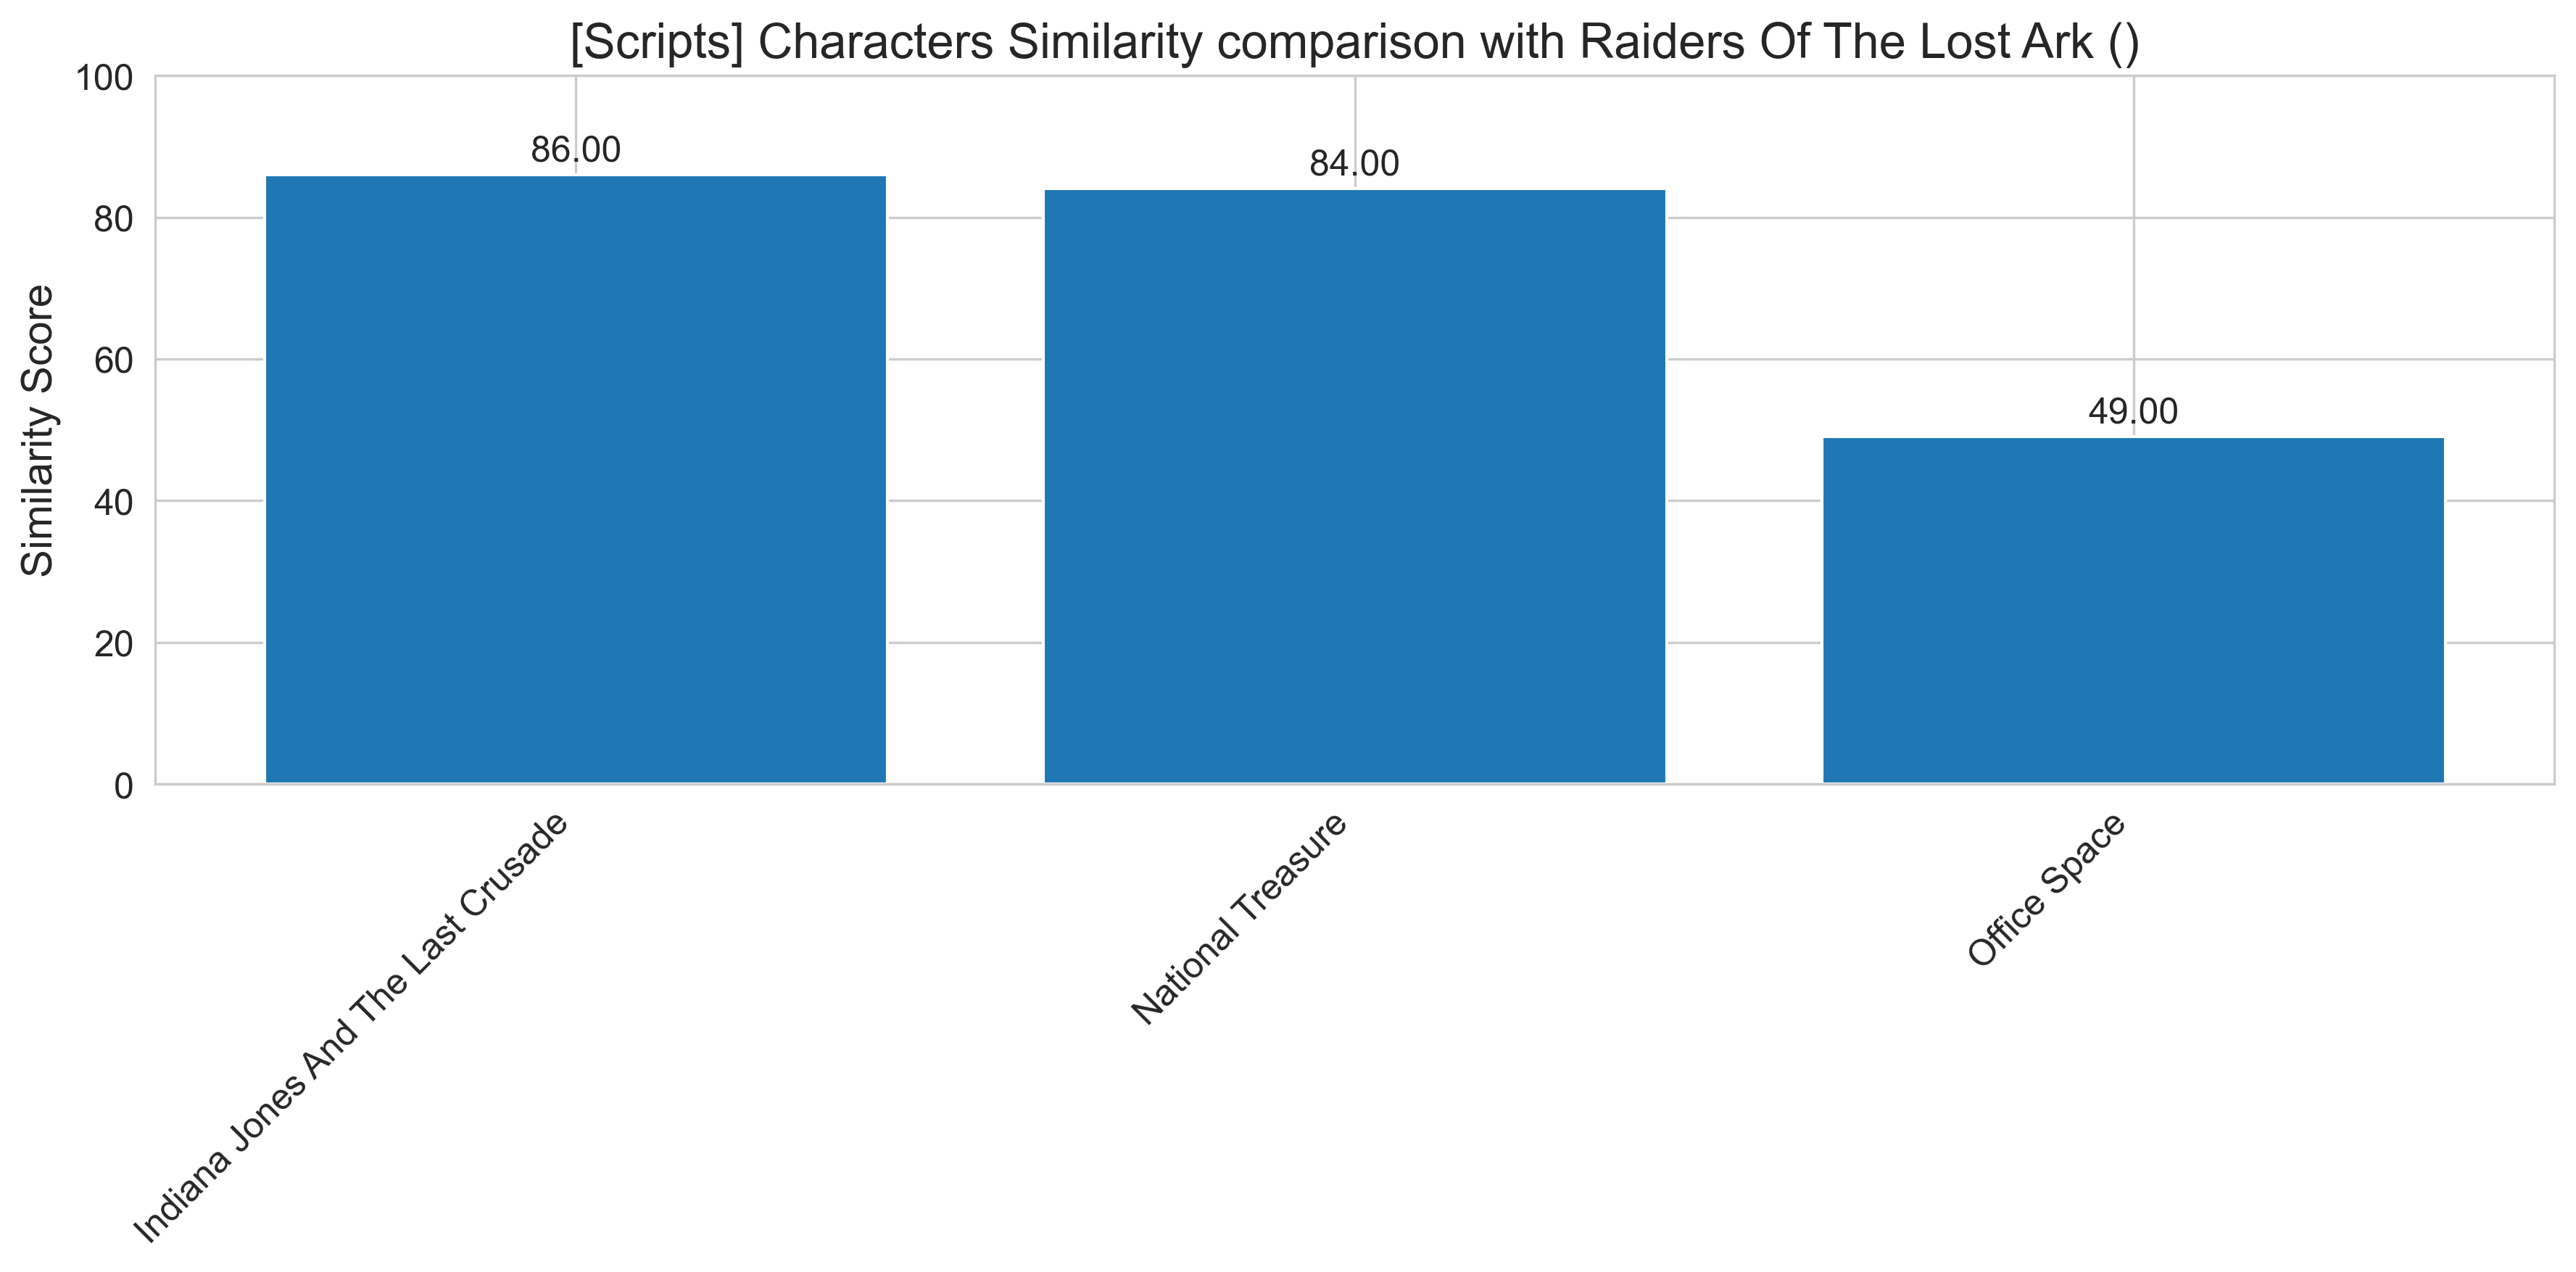 [Scripts] Characters Similarity comparison with Raiders Of The Lost Ark ()
Similarity Score
100
80
60
40
20
0
86.00
84.00
49.00
Indiana Jones And The Last Crusade
National Treasure
Office Space